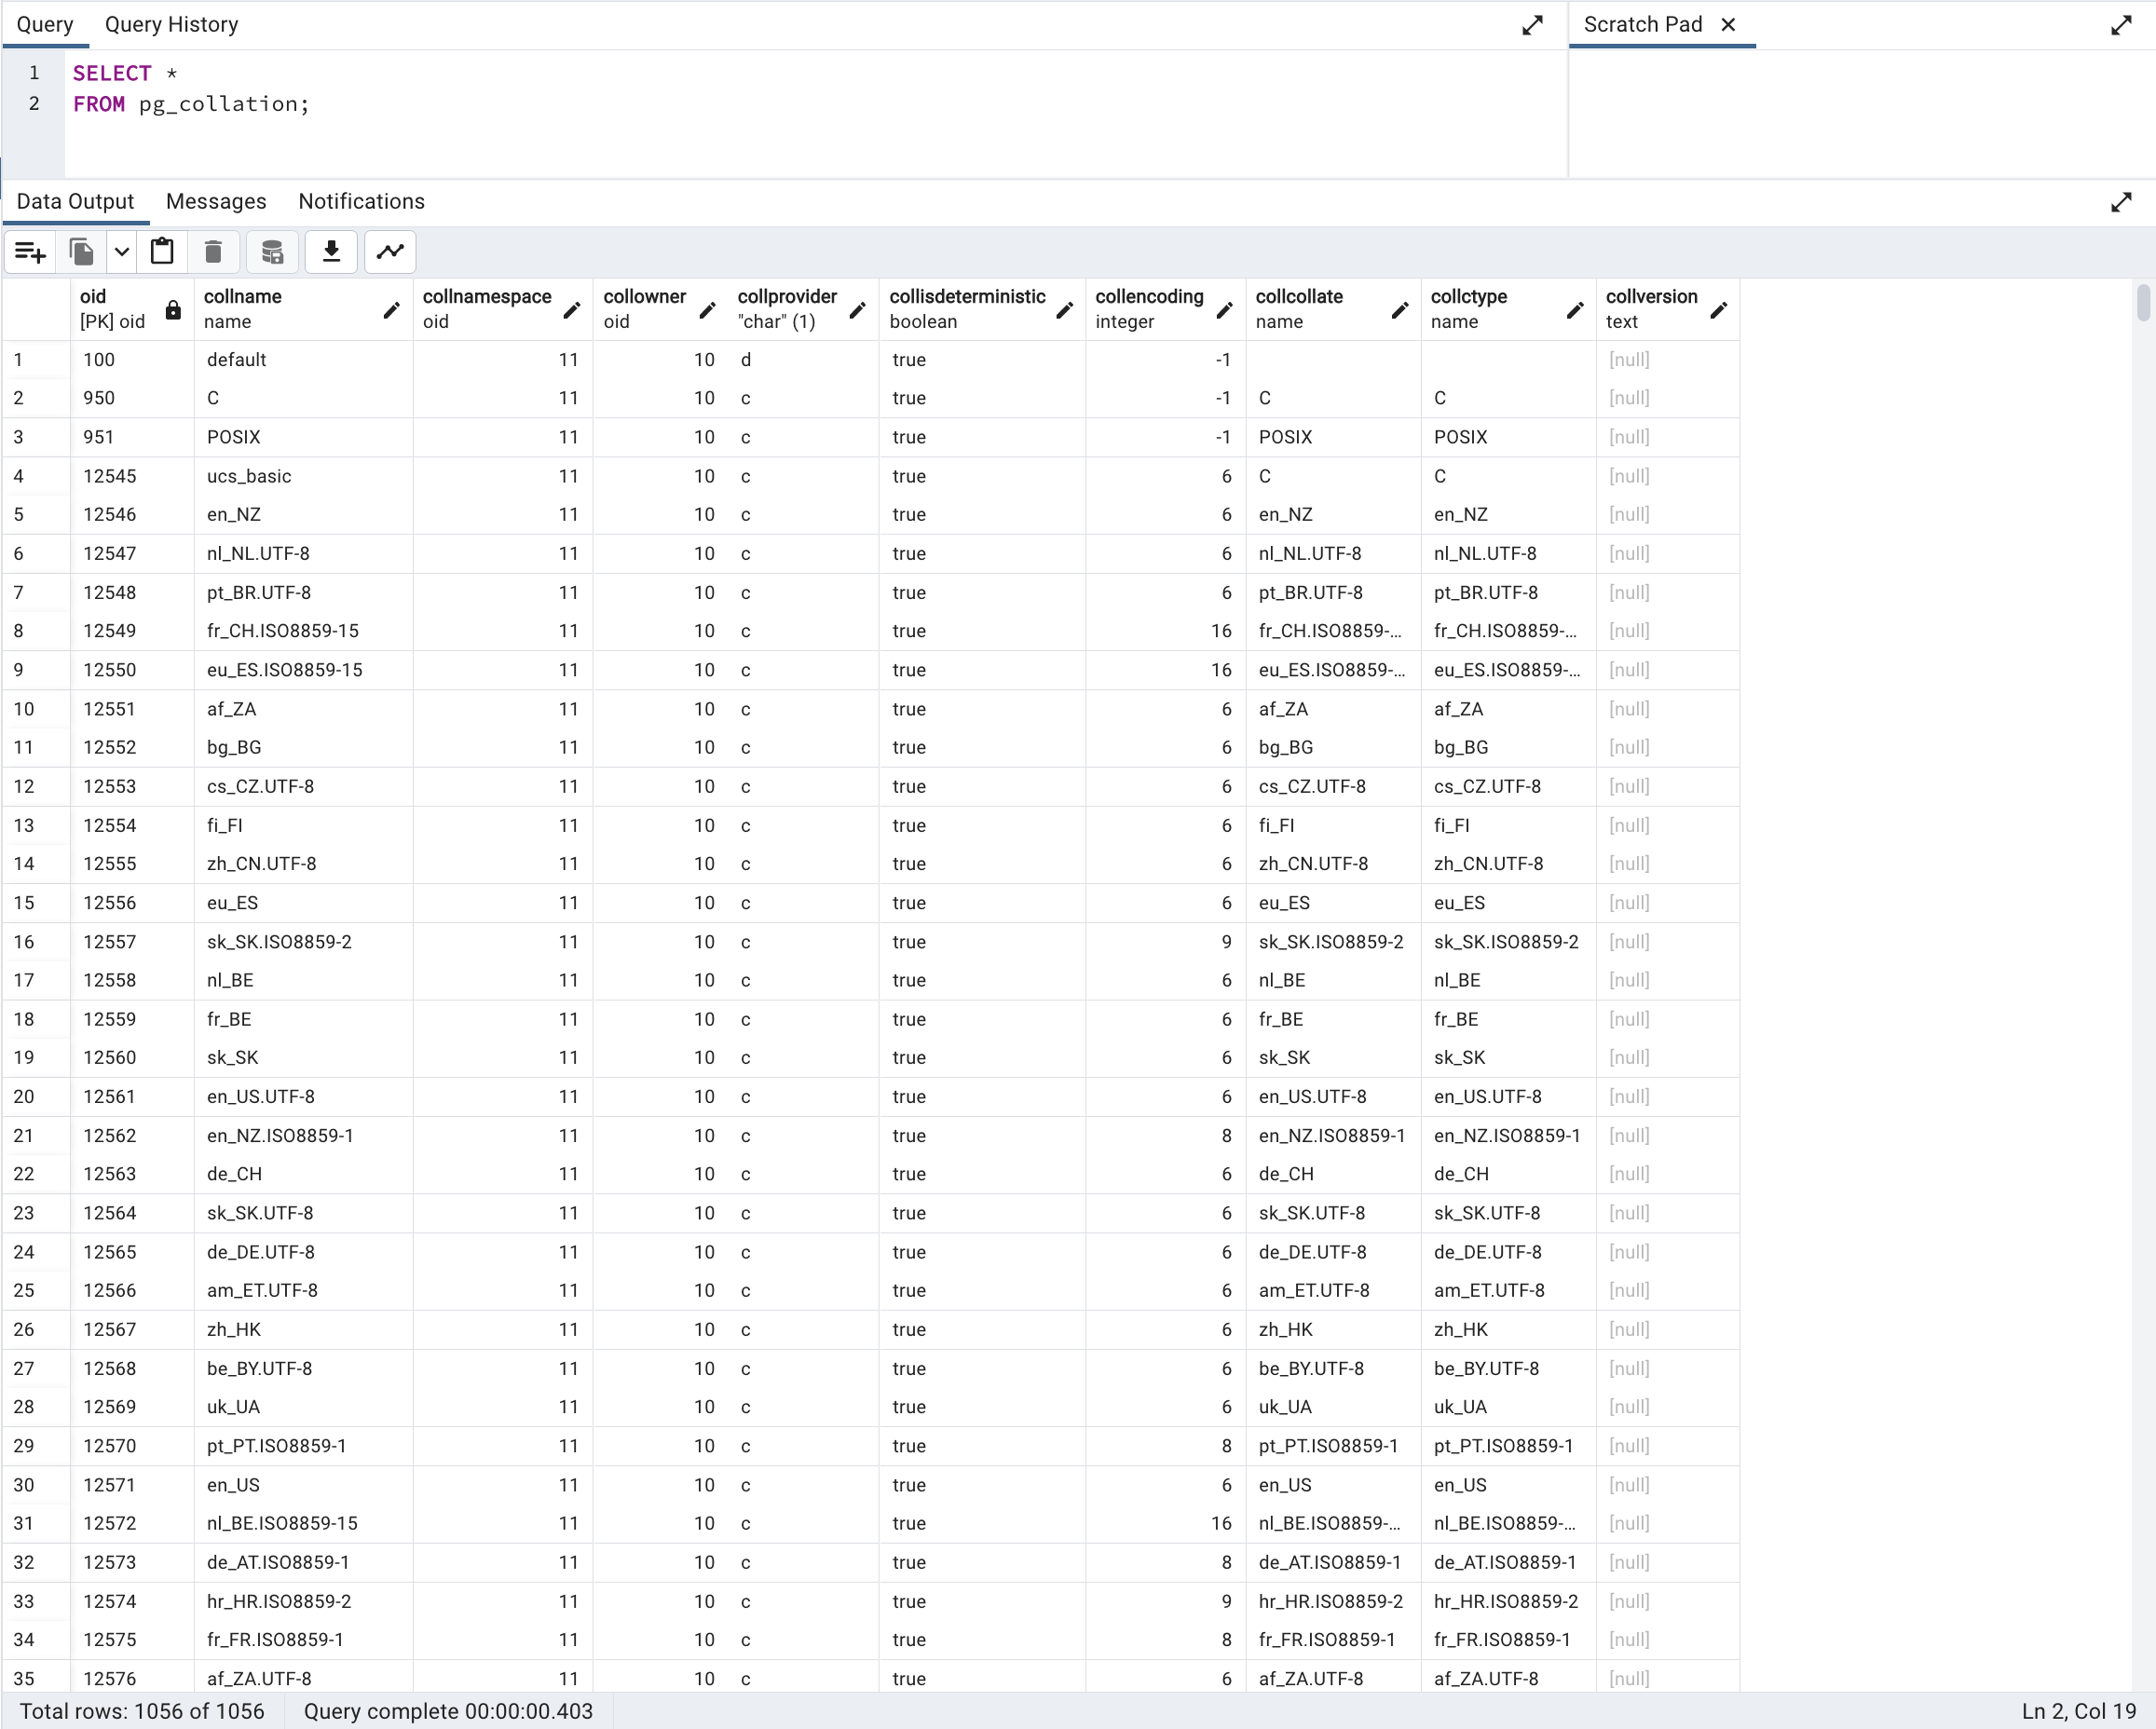 Query Query History Scratch Pad
1 SELECT *
2 FROM pg_collation;
Data Output Messages Notifications
oid collname collnamespace collowner collprovider collisdeterministic collencoding collcollate collctype collversion
[PK] oid name oid oid "char" (1) boolean integer name name text
1 100 default 11 10 d true -1 [null]
2 950 C 11 10 c true -1 C C [null]
3 951 POSIX 11 10 c true -1 POSIX POSIX [null]
4 12545 ucs_basic 11 10 c true 6 C C [null]
5 12546 en_NZ 11 10 c true 6 en_NZ en_NZ [null]
6 12547 nl_NL.UTF-8 11 10 c true 6 nl_NL.UTF-8 nl_NL.UTF-8 [null]
7 12548 pt_BR.UTF-8 11 10 c true 6 pt_BR.UTF-8 pt_BR.UTF-8 [null]
8 12549 fr_CH.ISO8859-15 11 10 c true 16 fr_CH.ISO8859-... fr_CH.ISO8859-... [null]
9 12550 eu_ES.ISO8859-15 11 10 c true 16 eu_ES.ISO8859-... eu_ES.ISO8859-... [null]
10 12551 af_ZA 11 10 c true 6 af_ZA af_ZA [null]
11 12552 bg_BG 11 10 c true 6 bg_BG bg_BG [null]
12 12553 cs_CZ.UTF-8 11 10 c true 6 cs_CZ.UTF-8 cs_CZ.UTF-8 [null]
13 12554 fi_FI 11 10 c true 6 fi_FI fi_FI [null]
14 12555 zh_CN.UTF-8 11 10 c true 6 zh_CN.UTF-8 zh_CN.UTF-8 [null]
15 12556 eu_ES 11 10 c true 6 eu_ES eu_ES [null]
16 12557 sk_SK.ISO8859-2 11 10 c true 9 sk_SK.ISO8859-2 sk_SK.ISO8859-2 [null]
17 12558 nl_BE 11 10 c true 6 nl_BE nl_BE [null]
18 12559 fr_BE 11 10 c true 6 fr_BE fr_BE [null]
19 12560 sk_SK 11 10 c true 6 sk_SK sk_SK [null]
20 12561 en_US.UTF-8 11 10 c true 6 en_US.UTF-8 en_US.UTF-8 [null]
21 12562 en_NZ.ISO8859-1 11 10 c true 8 en_NZ.ISO8859-1 en_NZ.ISO8859-1 [null]
22 12563 de_CH 11 10 c true 6 de_CH de_CH [null]
23 12564 sk_SK.UTF-8 11 10 c true 6 sk_SK.UTF-8 sk_SK.UTF-8 [null]
24 12565 de_DE.UTF-8 11 10 c true 6 de_DE.UTF-8 de_DE.UTF-8 [null]
25 12566 am_ET.UTF-8 11 10 c true 6 am_ET.UTF-8 am_ET.UTF-8 [null]
26 12567 zh_HK 11 10 c true 6 zh_HK zh_HK [null]
27 12568 be_BY.UTF-8 11 10 c true 6 be_BY.UTF-8 be_BY.UTF-8 [null]
28 12569 uk_UA 11 10 c true 6 uk_UA uk_UA [null]
29 12570 pt_PT.ISO8859-1 11 10 c true 8 pt_PT.ISO8859-1 pt_PT.ISO8859-1 [null]
30 12571 en_US 11 10 c true 6 en_US en_US [null]
31 12572 nl_BE.ISO8859-15 11 10 c true 16 nl_BE.ISO8859-... nl_BE.ISO8859-... [null]
32 12573 de_AT.ISO8859-1 11 10 c true 8 de_AT.ISO8859-1 de_AT.ISO8859-1 [null]
33 12574 hr_HR.ISO8859-2 11 10 c true 9 hr_HR.ISO8859-2 hr_HR.ISO8859-2 [null]
34 12575 fr_FR.ISO8859-1 11 10 c true 8 fr_FR.ISO8859-1 fr_FR.ISO8859-1 [null]
35 12576 af_ZA.UTF-8 11 10 c true 6 af_ZA.UTF-8 af_ZA.UTF-8 [null]
Total rows: 1056 of 1056 Query complete 00:00:00.403 Ln 2, Col 19